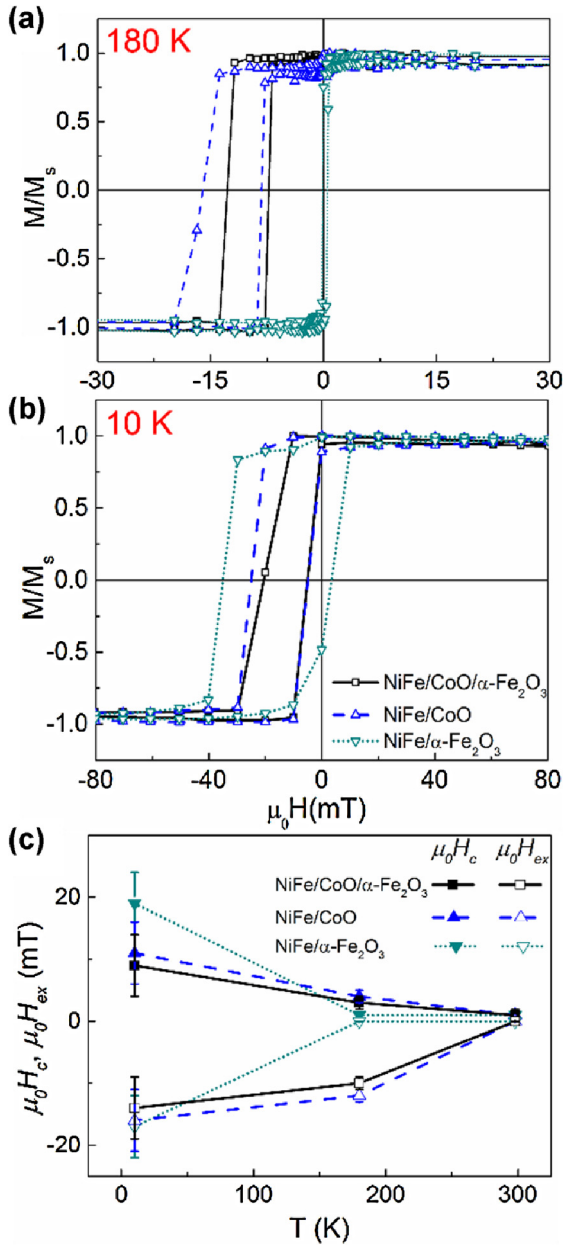 (a)
180 K
1.0
0.5
0.0
-0.5
-1.0
M/Ms
-30 -15 0 15 30
(b)
10 K
1.0
0.5
0.0
-0.5
-1.0
M/Ms
NiFe/CoO/α-Fe₂O₃
NiFe/CoO
NiFe/α-Fe₂O₃
-80 -40 0 40 80
μ₀H(mT)
(c)
μ₀Hc μ₀Hex
NiFe/CoO/α-Fe₂O₃
NiFe/CoO
NiFe/α-Fe₂O₃
20
0
-20
μ₀Hc, μ₀Hex (mT)
0 100 200 300
T (K)